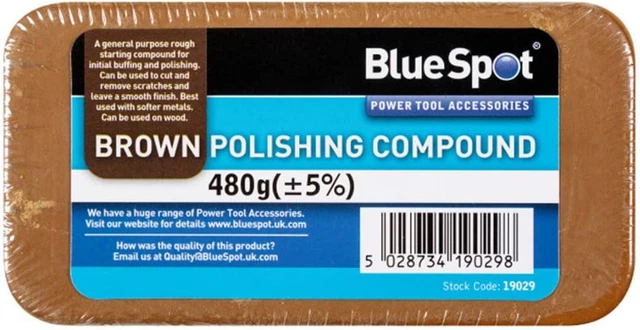 A general purpose rough
starting compound for
initial buffing and polishing.
Can be used to cut and
remove scratches and
leave a smooth finish. Best
used with softer metals.
Can be used on wood.
BlueSpot®
POWER TOOL ACCESSORIES
BROWN POLISHING COMPOUND
480g(±5%)
We have a huge range of Power Tool Accessories.
Visit our website for details www.bluespot.uk.com
How was the quality of this product?
Email us at Quality@BlueSpot.uk.com
5 028734 190298
Stock Code: 19029